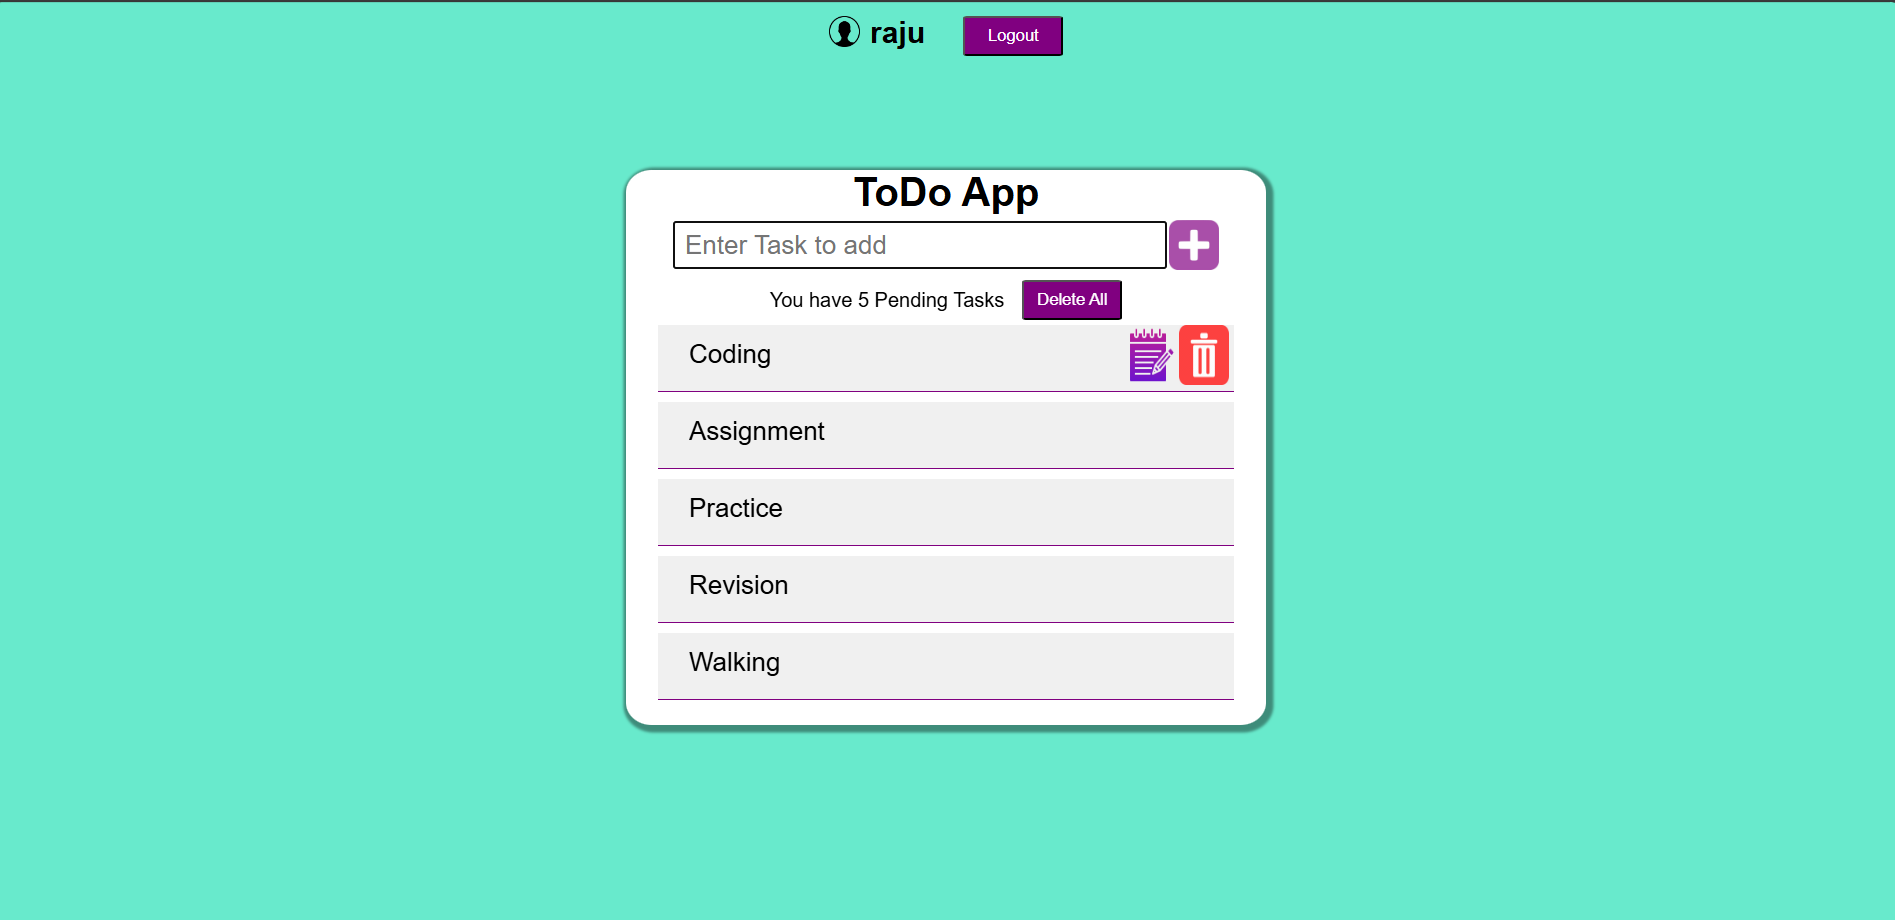 raju Logout
ToDo App
Enter Task to add
You have 5 Pending Tasks Delete All
Coding
Assignment
Practice
Revision
Walking